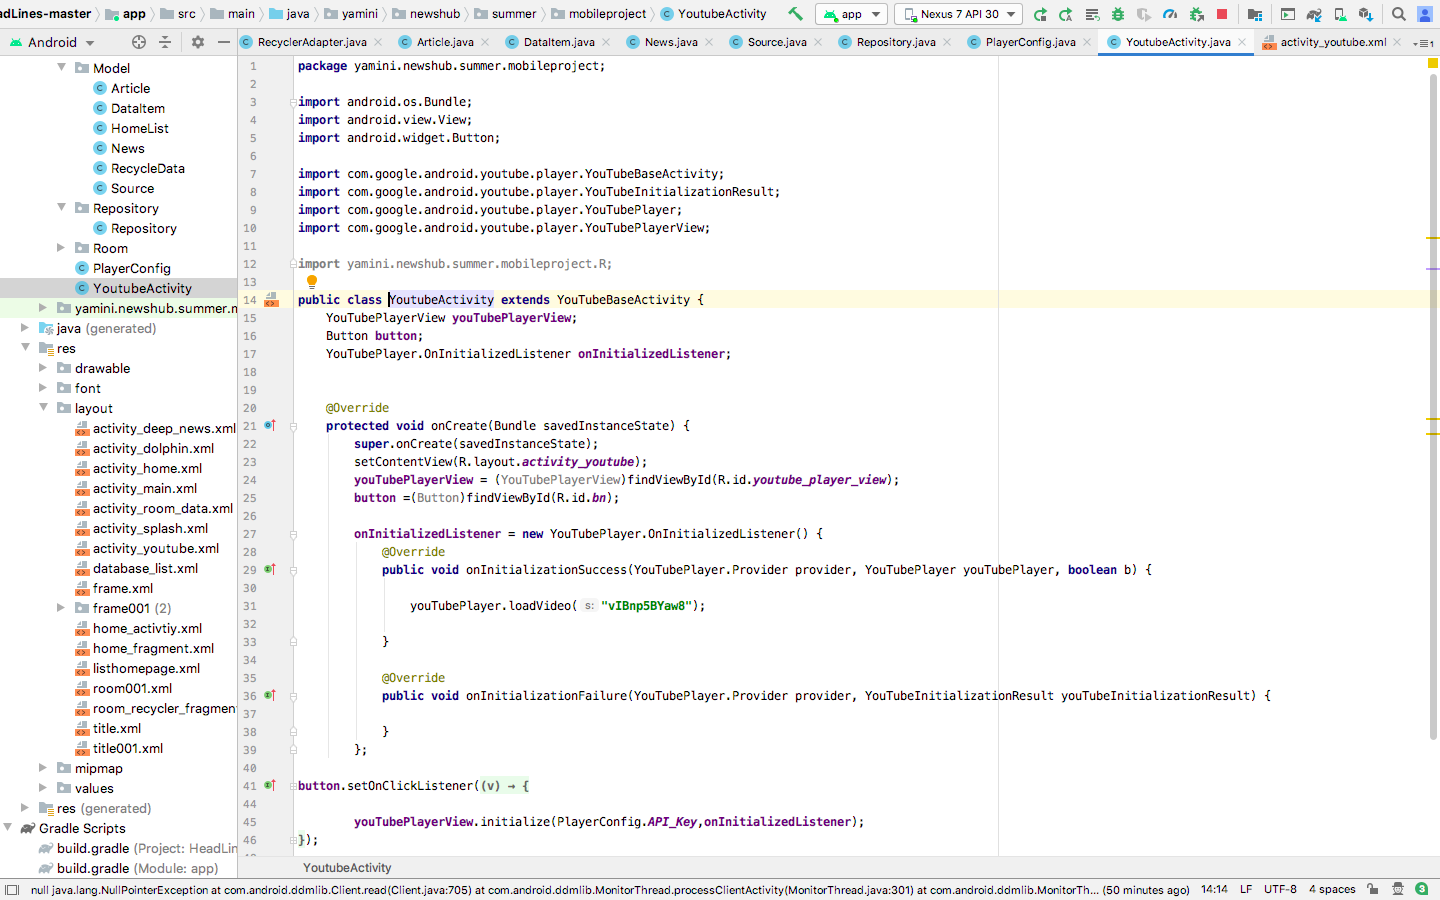 adLines-master app src main java yamini newshub summer mobileproject YoutubeActivity app Nexus 7 API 30
Android RecyclerAdapter.java Article.java DataItem.java News.java Source.java Repository.java PlayerConfig.java YoutubeActivity.java activity_youtube.xml 1
Model
Article
DataItem
HomeList
News
RecycleData
Source
Repository
Repository
Room
PlayerConfig
YoutubeActivity
yamini.newshub.summer.m
java (generated)
res
drawable
font
layout
activity_deep_news.xml
activity_dolphin.xml
activity_home.xml
activity_main.xml
activity_room_data.xml
activity_splash.xml
activity_youtube.xml
database_list.xml
frame.xml
frame001 (2)
home_activtiy.xml
home_fragment.xml
listhomepage.xml
room001.xml
room_recycler_fragment
title.xml
title001.xml
mipmap
values
res (generated)
Gradle Scripts
build.gradle (Project: HeadLin
build.gradle (Module: app)
1 package yamini.newshub.summer.mobileproject;
2
3 import android.os.Bundle;
4 import android.view.View;
5 import android.widget.Button;
6
7 import com.google.android.youtube.player.YouTubeBaseActivity;
8 import com.google.android.youtube.player.YouTubeInitializationResult;
9 import com.google.android.youtube.player.YouTubePlayer;
10 import com.google.android.youtube.player.YouTubePlayerView;
11
12 import yamini.newshub.summer.mobileproject.R;
13
14 public class YoutubeActivity extends YouTubeBaseActivity {
15 YouTubePlayerView youTubePlayerView;
16 Button button;
17 YouTubePlayer.OnInitializedListener onInitializedListener;
18
19
20 @Override
21 protected void onCreate(Bundle savedInstanceState) {
22 super.onCreate(savedInstanceState);
23 setContentView(R.layout.activity_youtube);
24 youTubePlayerView = (YouTubePlayerView)findViewById(R.id.youtube_player_view);
25 button =(Button)findViewById(R.id.bn);
26
27 onInitializedListener = new YouTubePlayer.OnInitializedListener() {
28 @Override
29 public void onInitializationSuccess(YouTubePlayer.Provider provider, YouTubePlayer youTubePlayer, boolean b) {
30
31 youTubePlayer.loadVideo( s: "vIBnp5BYaw8");
32
33 }
34
35 @Override
36 public void onInitializationFailure(YouTubePlayer.Provider provider, YouTubeInitializationResult youTubeInitializationResult) {
37
38 }
39 };
40
41 button.setOnClickListener((v) → {
44
45 youTubePlayerView.initialize(PlayerConfig.API_Key,onInitializedListener);
46 });
YoutubeActivity
null java.lang.NullPointerException at com.android.ddmlib.Client.read(Client.java:705) at com.android.ddmlib.MonitorThread.processClientActivity(MonitorThread.java:301) at com.android.ddmlib.MonitorTh... (50 minutes ago) 14:14 LF UTF-8 4 spaces 3